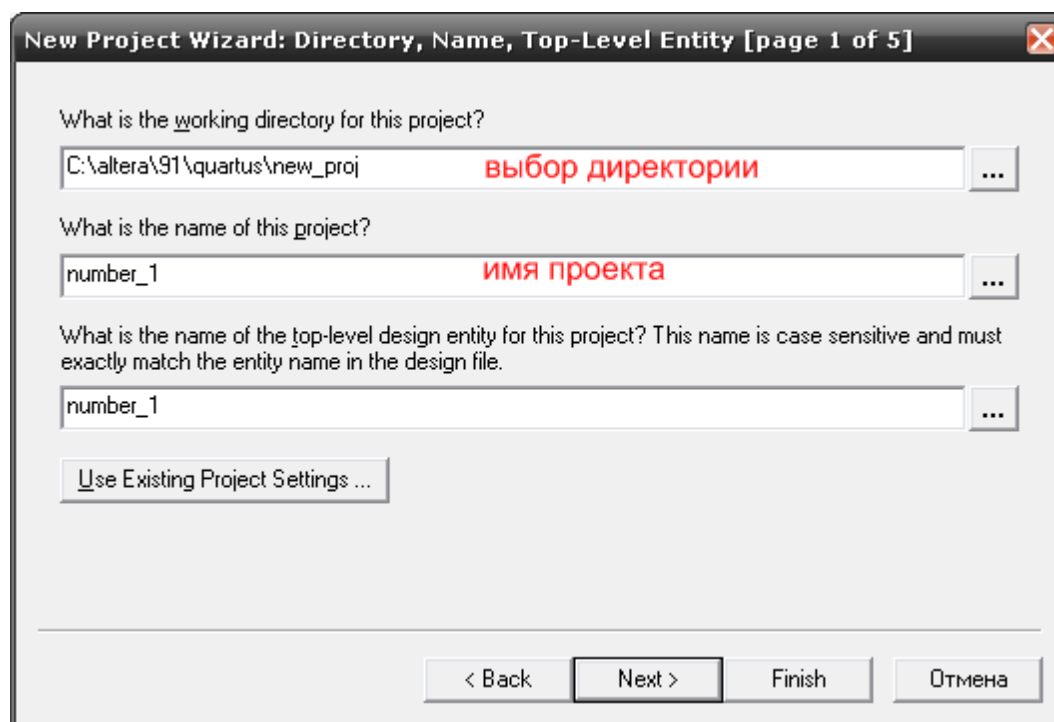 New Project Wizard: Directory, Name, Top-Level Entity [page 1 of 5]
What is the working directory for this project?
C:\altera\91\quartus\new_proj выбор директории ...
What is the name of this project?
number_1 имя проекта ...
What is the name of the top-level design entity for this project? This name is case sensitive and must
exactly match the entity name in the design file.
number_1 ...
Use Existing Project Settings ...
< Back Next > Finish Отмена